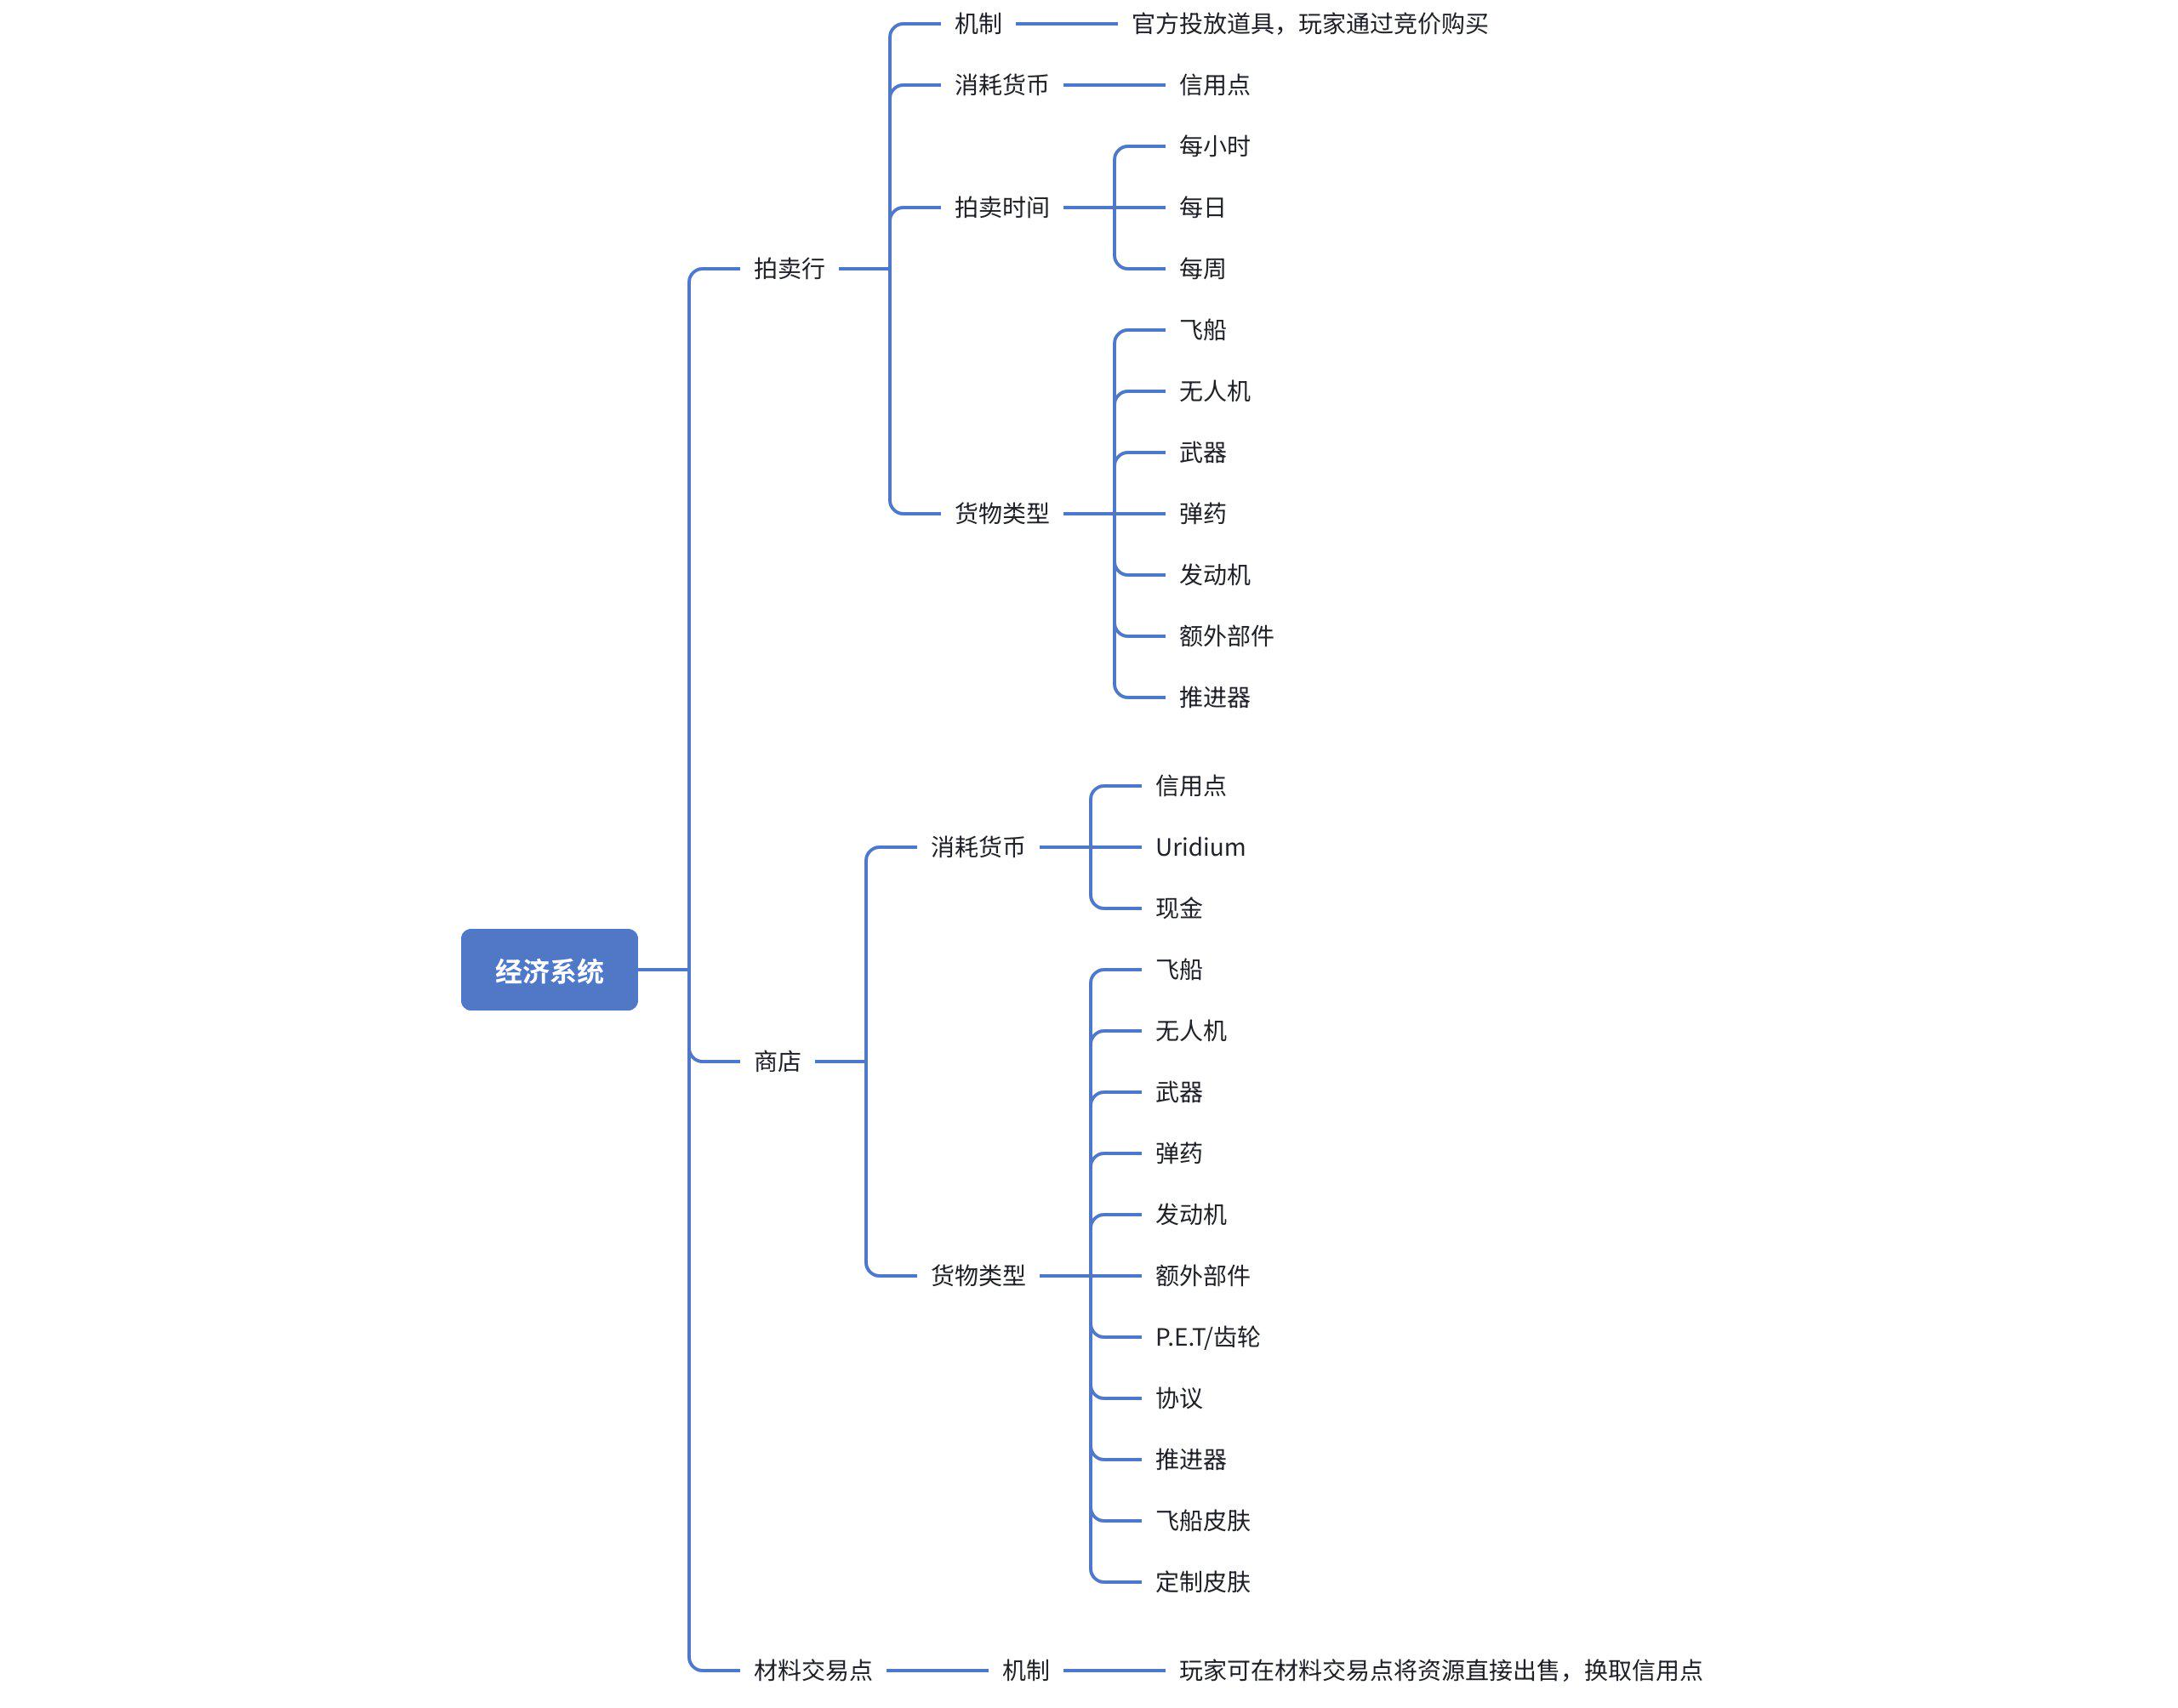 经济系统
拍卖行
机制
官方投放道具，玩家通过竞价购买
消耗货币
信用点
拍卖时间
每小时
每日
每周
货物类型
飞船
无人机
武器
弹药
发动机
额外部件
推进器
商店
消耗货币
信用点
Uridium
现金
货物类型
飞船
无人机
武器
弹药
发动机
额外部件
P.E.T/齿轮
协议
推进器
飞船皮肤
定制皮肤
材料交易点
机制
玩家可在材料交易点将资源直接出售，换取信用点